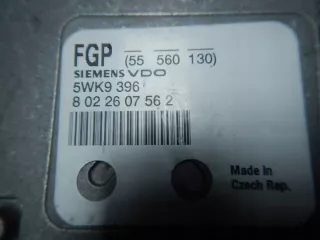 FGP (55 560 130)
SIEMENS VDO
5WK9 396
8 02 26 07 56 2
Made in
Czech Rep.